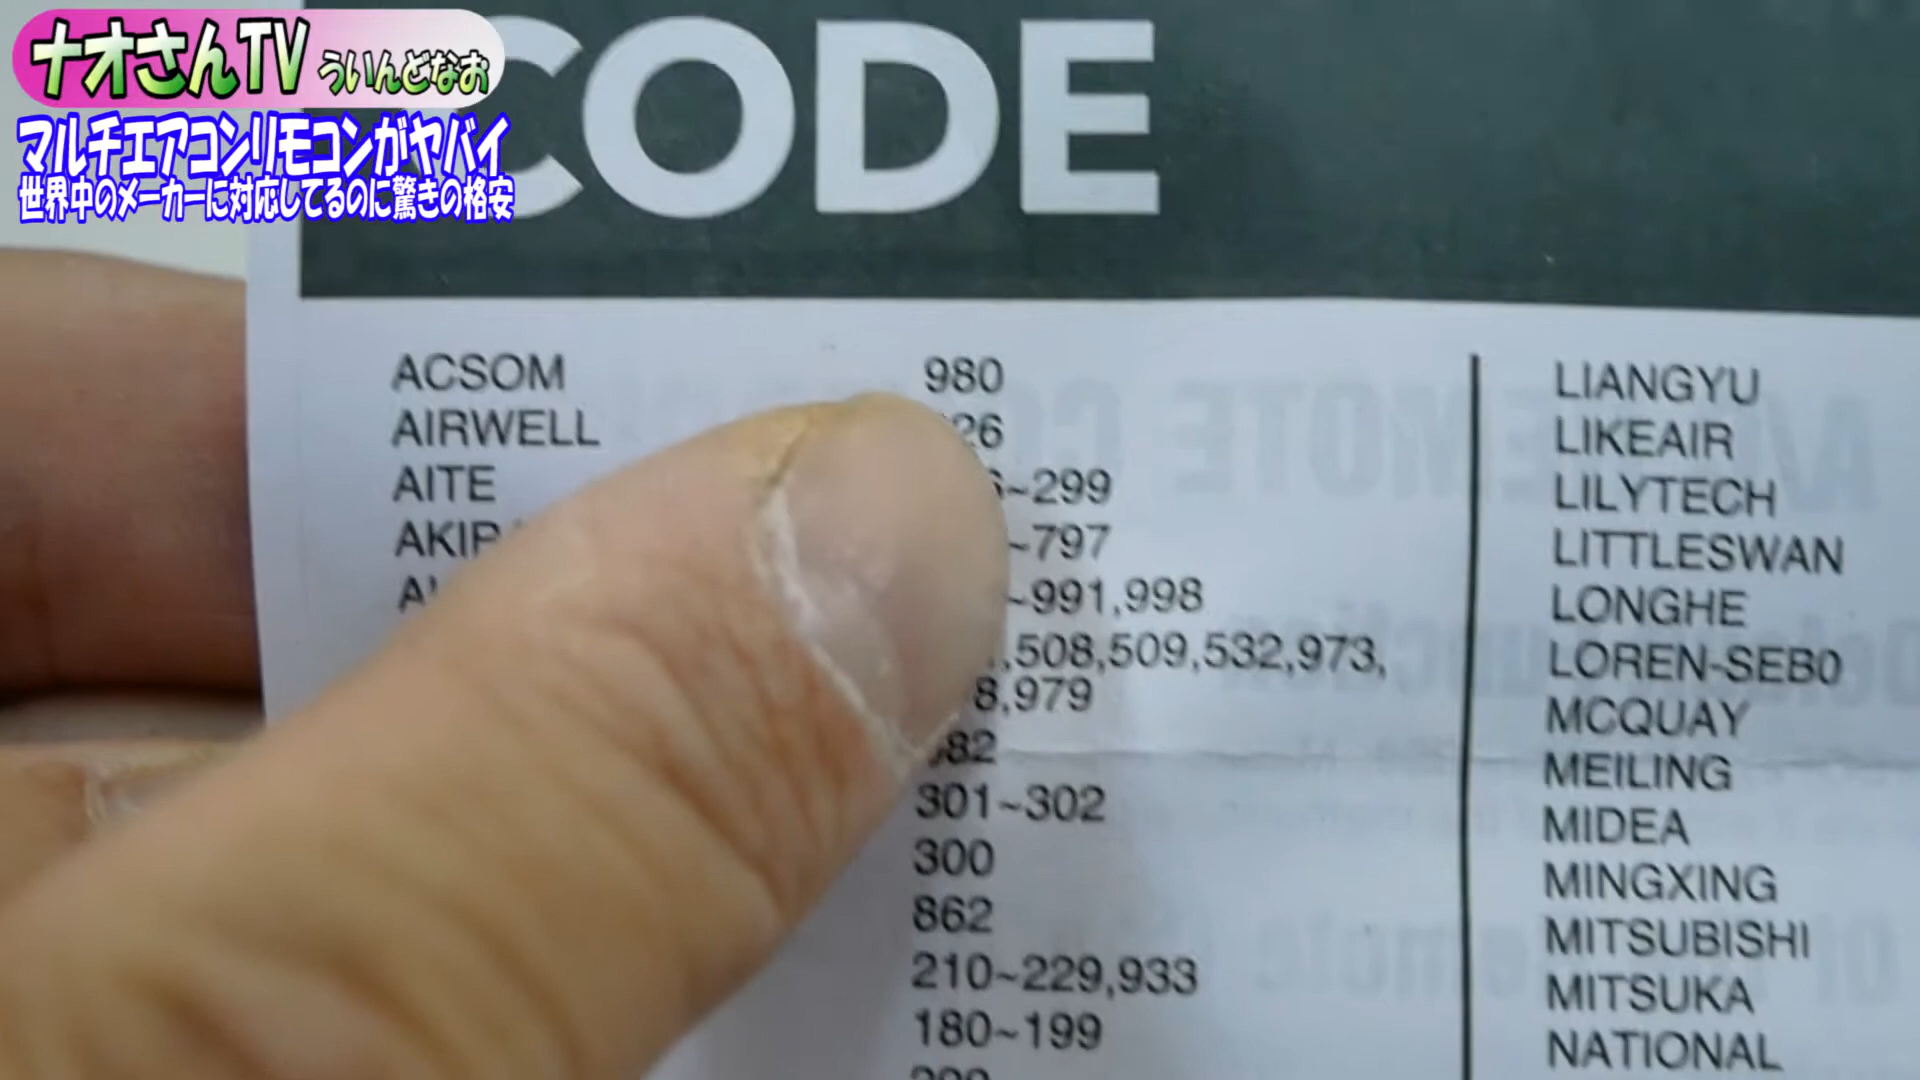 ナオさんTV ういんどなお
マルチエアコンリモコンがヤバイ
世界中のメーカーに対応してるのに驚きの格安
CODE
ACSOM 980
AIRWELL
AITE ~299
~797
~991,998
,508,509,532,973,
8,979
301~302
300
862
210~229,933
180~199
LIANGYU
LIKEAIR
LILYTECH
LITTLESWAN
LONGHE
LOREN-SEB0
MCQUAY
MEILING
MIDEA
MINGXING
MITSUBISHI
MITSUKA
NATIONAL